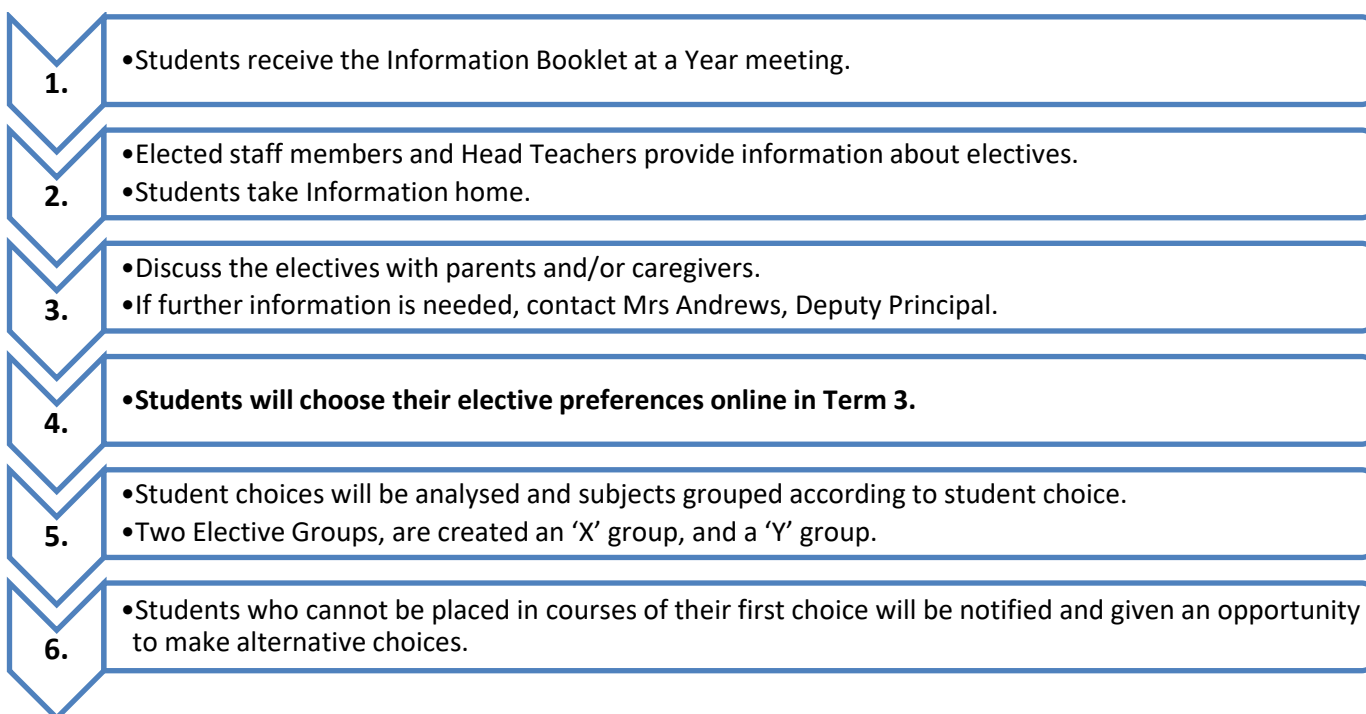 1.
•Students receive the Information Booklet at a Year meeting.
2.
•Elected staff members and Head Teachers provide information about electives.
•Students take Information home.
3.
•Discuss the electives with parents and/or caregivers.
•If further information is needed, contact Mrs Andrews, Deputy Principal.
4.
•Students will choose their elective preferences online in Term 3.
5.
•Student choices will be analysed and subjects grouped according to student choice.
•Two Elective Groups, are created an ‘X’ group, and a ‘Y’ group.
6.
•Students who cannot be placed in courses of their first choice will be notified and given an opportunity
to make alternative choices.